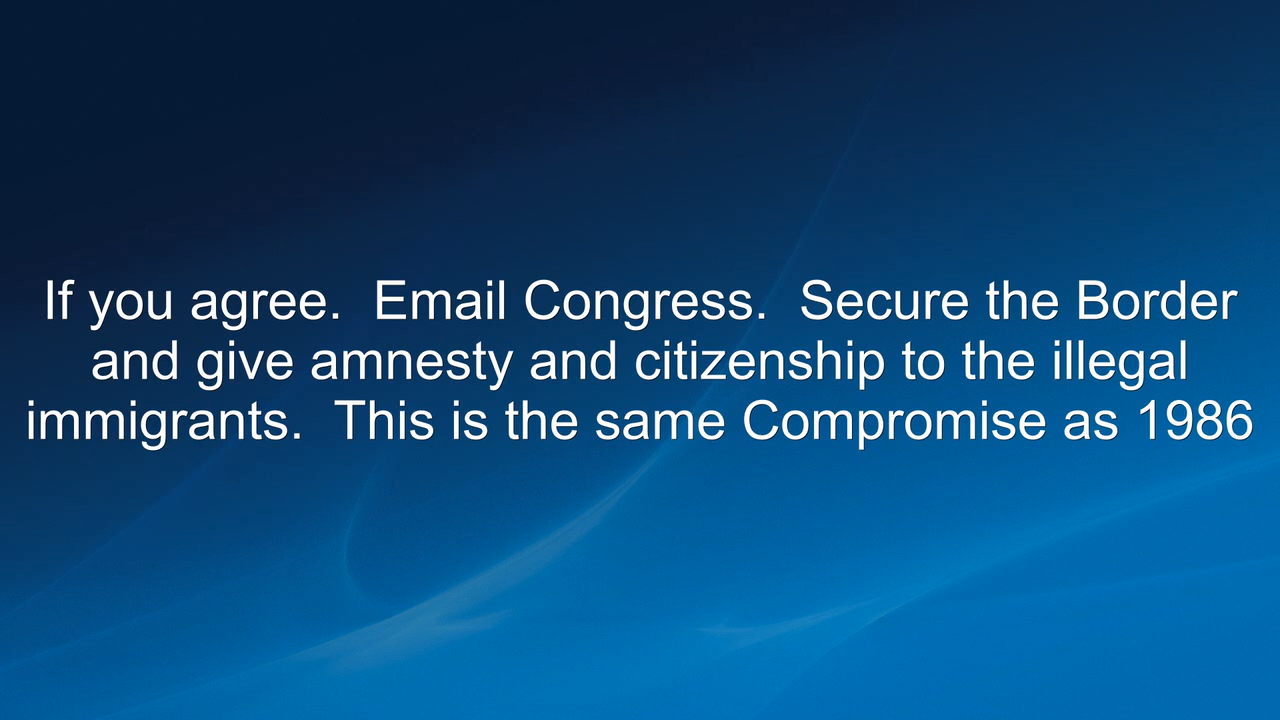 If you agree.  Email Congress.  Secure the Border
and give amnesty and citizenship to the illegal
immigrants.  This is the same Compromise as 1986